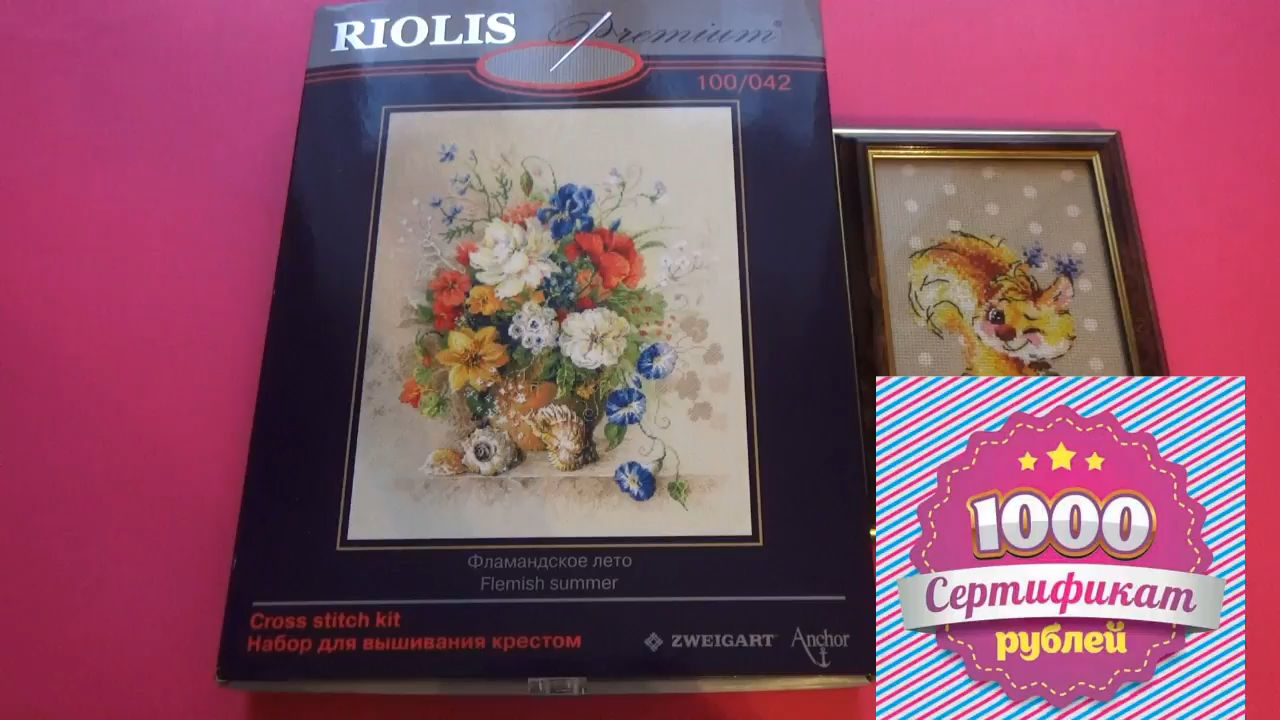 RIOLIS Premium
100/042
Фламандское лето
Flemish summer
Cross stitch kit
Набор для вышивания крестом
ZWEIGART Anchor
1000
Сертификат
рублей